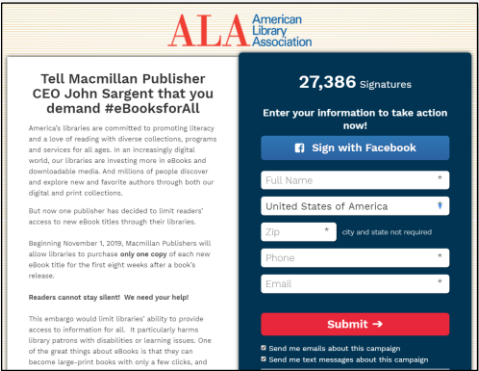 ALA American
Library
Association
Tell Macmillan Publisher
CEO John Sargent that you
demand #eBooksforAll
America's libraries are committed to promoting literacy
and a love of reading with diverse collections, programs
and services for all ages. In an increasingly digital
world, our libraries are investing more in eBooks and
downloadable media. And millions of people discover
and explore new and favorite authors through both our
digital and print collections.
But now one publisher has decided to limit readers'
access to new eBook titles through their libraries.
Beginning November 1, 2019, Macmillan Publishers will
allow libraries to purchase only one copy of each new
eBook title for the first eight weeks after a book's
release.
Readers cannot stay silent! We need your help!
This embargo would limit libraries' ability to provide
access to information for all. It particularly harms
library patrons with disabilities or learning issues. One
of the great things about eBooks is that they can
become large-print books with only a few clicks, and
27,386 Signatures
Enter your information to take action
now!
Sign with Facebook
Full Name *
United States of America
Zip * city and state not required
Phone *
Email *
Submit →
Send me emails about this campaign
Send me text messages about this campaign